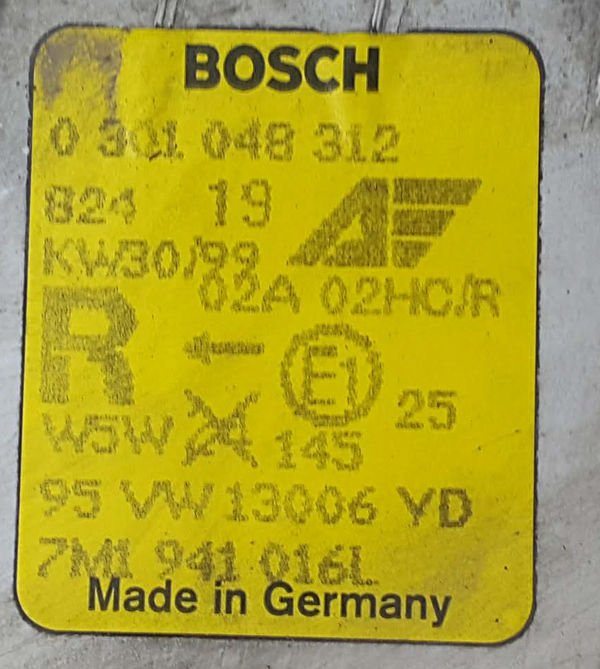 BOSCH
0 301 048 312
824 19
KW30/99
02A 02HC/R
R
E1
25
W5W 145
95 VW 13006 YD
7M1 941 016L
Made in Germany